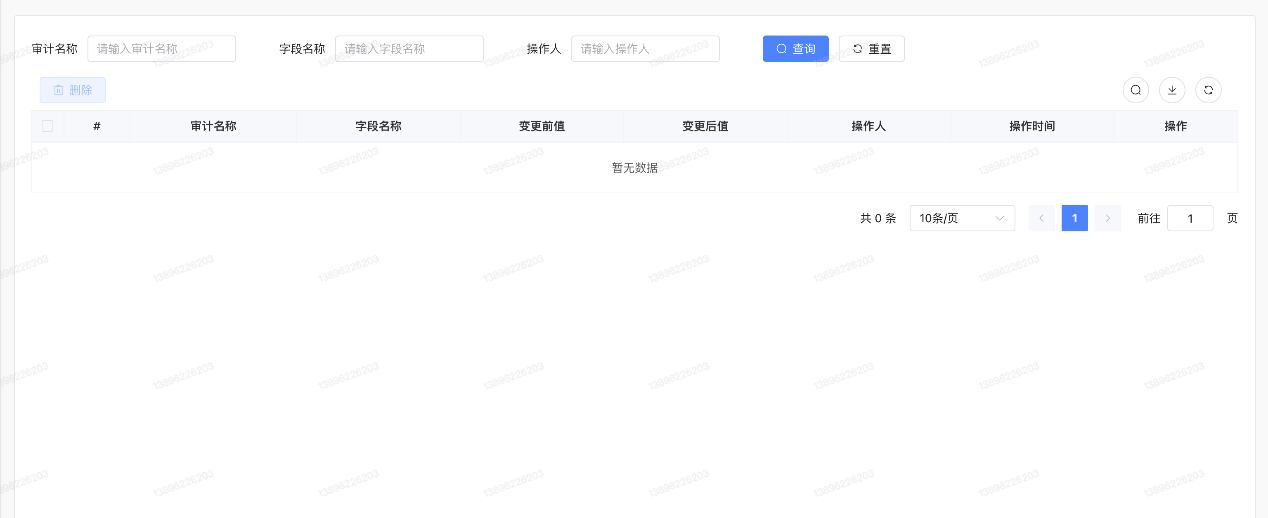 审计名称 请输入审计名称 字段名称 请输入字段名称 操作人 请输入操作人 查询 重置
删除
# 审计名称 字段名称 变更前值 变更后值 操作人 操作时间 操作
暂无数据
共 0 条 10条/页 1 前往 1 页
13896226203